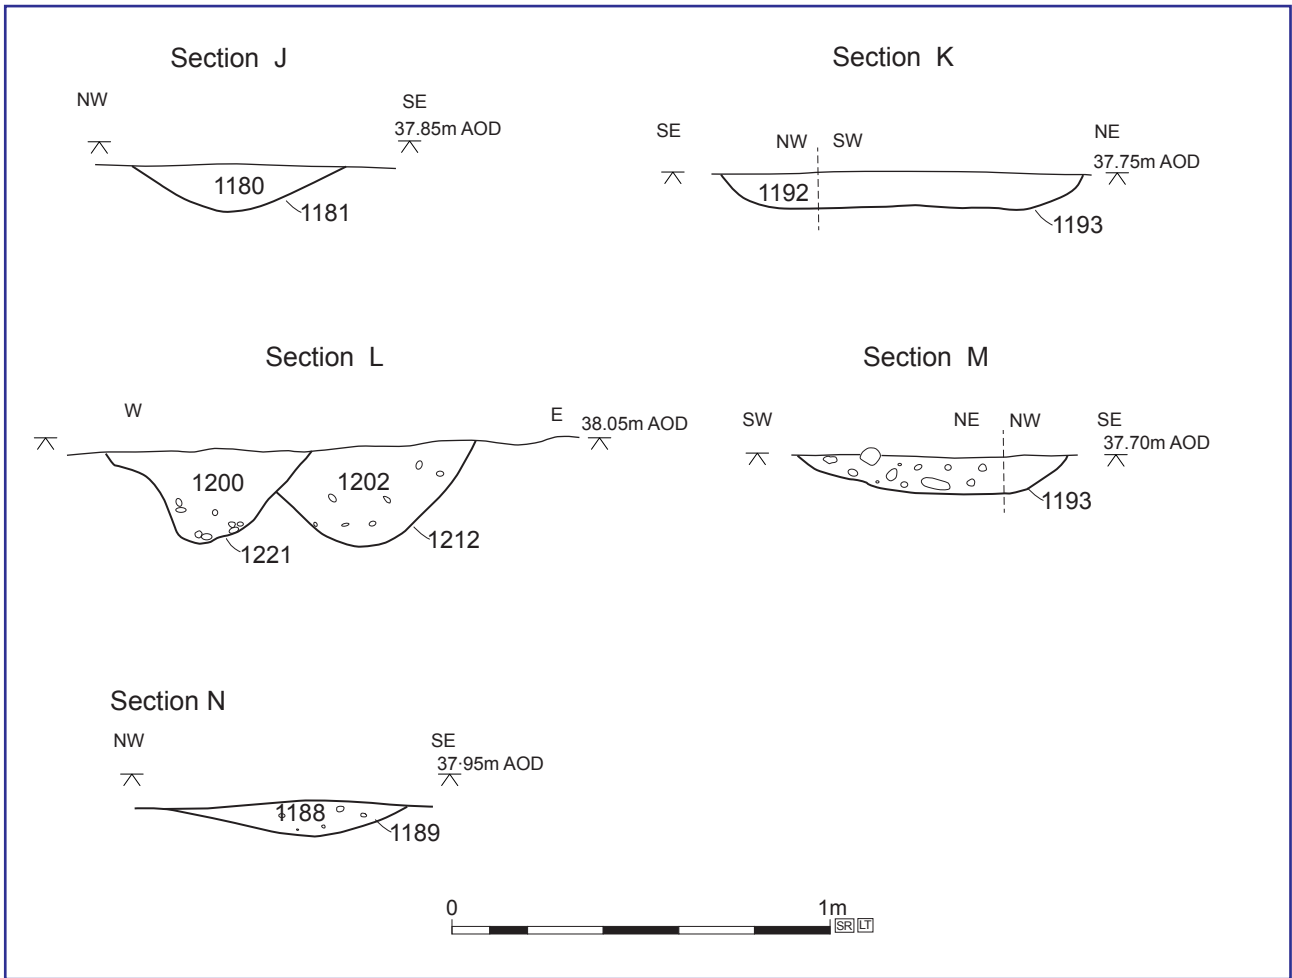 Section J
NW
SE
37.85m AOD
1180
1181
Section K
SE
NW
SW
NE
37.75m AOD
1192
1193
Section L
W
E
38.05m AOD
1200
1202
1221
1212
Section M
SW
NE
NW
SE
37.70m AOD
1193
Section N
NW
SE
37·95m AOD
1188
1189
0
1m
SR LT